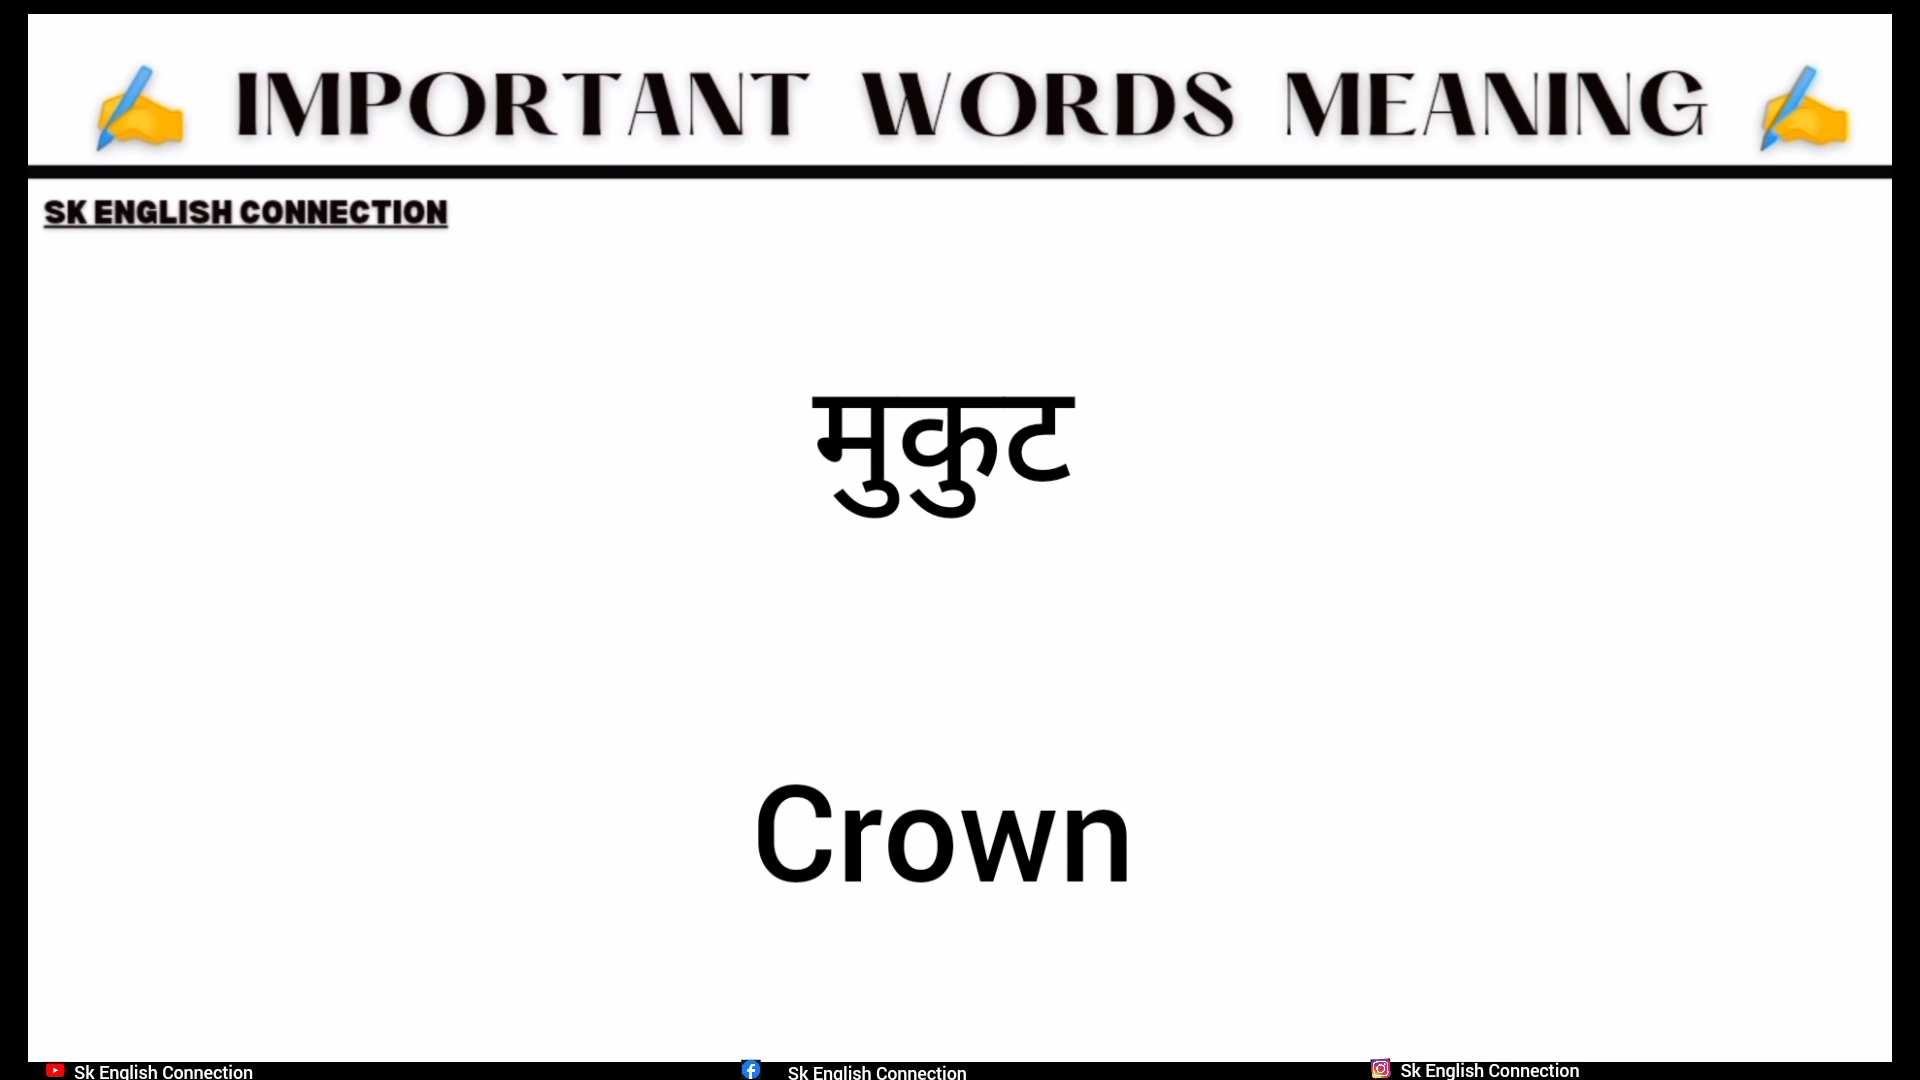 ✍️ IMPORTANT WORDS MEANING ✍️
SK ENGLISH CONNECTION
मुकुट
Crown
Sk English Connection
Sk English Connection
Sk English Connection